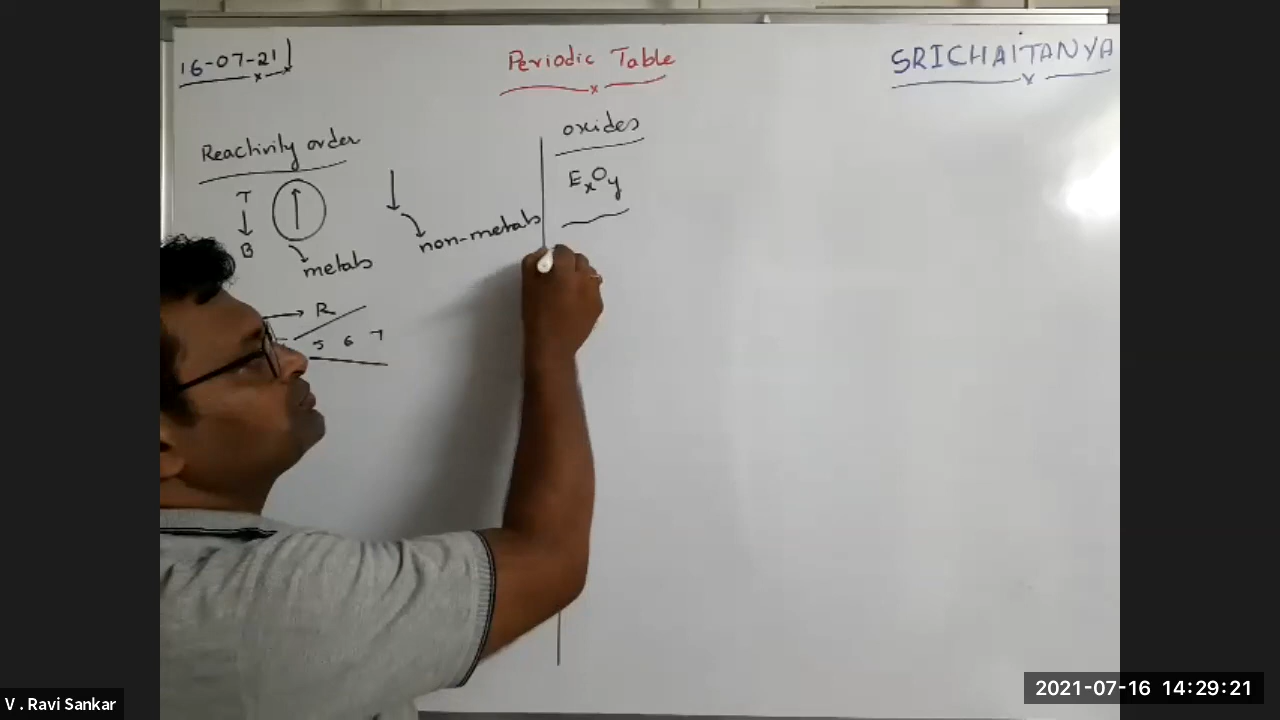 16-07-21
Periodic Table
SRICHAITANYA
Reactivity order
T
B
metals
non-metals
R
5 6 7
oxides
ExOy
V . Ravi Sankar
2021-07-16 14:29:21